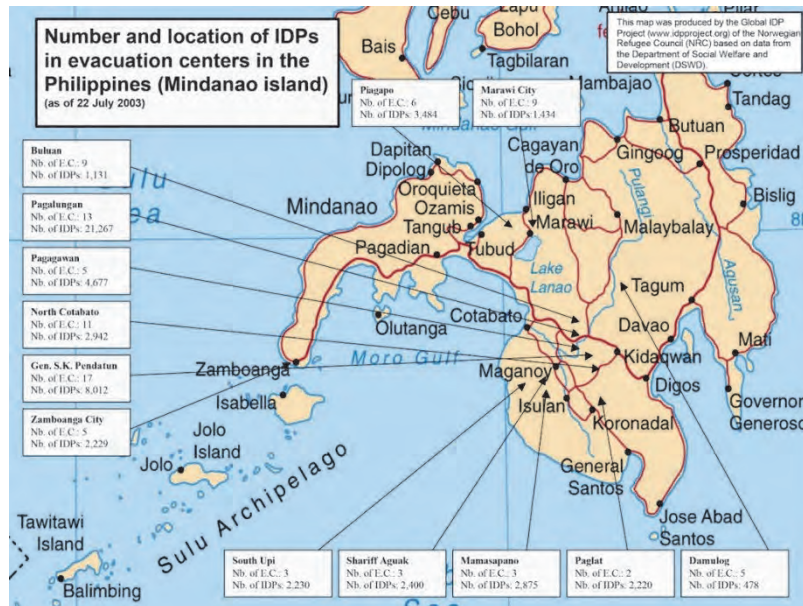 Number and location of IDPs
in evacuation centers in the
Philippines (Mindanao island)
(as of 22 July 2003)
This map was produced by the Global IDP
Project (www.idpproject.org) of the Norwegian
Refugee Council (NRC) based on data from
the Department of Social Welfare and
Development (DSWD).
Cebu
Bohol
Bais
Tagbilaran
Mambajao
Tandag
Piagapo
Nb. of E.C.: 6
Nb. of IDPs: 3,484
Marawi City
Nb. of E.C.: 9
Nb. of IDPs:1,434
Buluan
Nb. of E.C.: 9
Nb. of IDPs: 1,131
Pagalungan
Nb. of E.C.: 13
Nb. of IDPs: 21,267
Pagagawan
Nb. of E.C.: 5
Nb. of IDPs: 4,677
North Cotabato
Nb. of E.C.: 11
Nb. of IDPs: 2,942
Gen. S.K. Pendatun
Nb. of E.C.: 17
Nb. of IDPs: 8,012
Zamboanga City
Nb. of E.C.: 5
Nb. of IDPs: 2,229
Dapitan
Dipolog
Oroquieta
Ozamis
Tangub
Mindanao
Pagadian
Tubud
Cagayan
de Oro
Iligan
Marawi
Lake
Lanao
Gingoog
Butuan
Prosperidad
Bislig
Pulangi
Malaybalay
Agusan
Tagum
Davao
Mati
Olutanga
Cotabato
Moro Gulf
Zamboanga
Isabella
Maganoy
Kidaqwan
Digos
Isulan
Koronadal
Governor
Generoso
General
Santos
Jose Abad
Santos
Jolo
Island
Jolo
Sulu Archipelago
Tawitawi
Island
Balimbing
South Upi
Nb. of E.C.: 3
Nb. of IDPs: 2,230
Shariff Aguak
Nb. of E.C.: 3
Nb. of IDPs: 2,400
Mamasapano
Nb. of E.C.: 3
Nb. of IDPs: 2,875
Paglat
Nb. of E.C.: 2
Nb. of IDPs: 2,220
Damulog
Nb. of E.C.: 5
Nb. of IDPs: 478